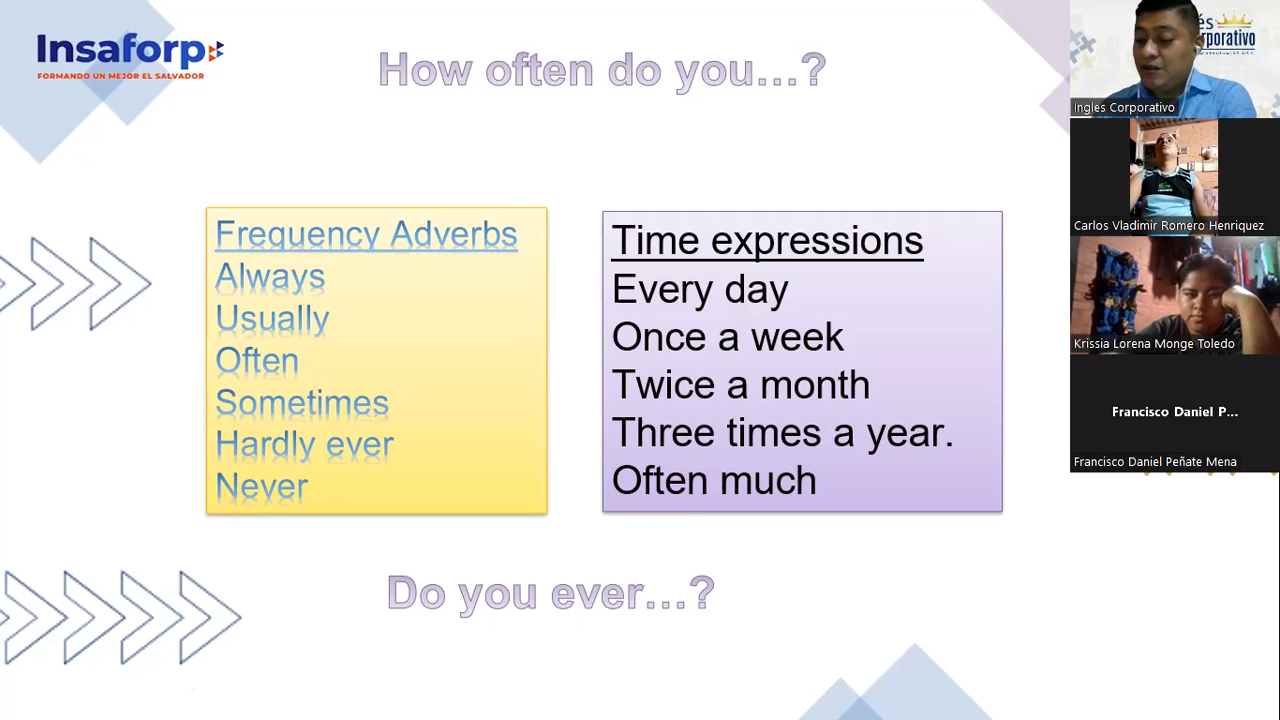 Insaforp
FORMANDO UN MEJOR EL SALVADOR
How often do you...?
Frequency Adverbs
Always
Usually
Often
Sometimes
Hardly ever
Never
Time expressions
Every day
Once a week
Twice a month
Three times a year.
Often much
Do you ever...?
és
rporativo
Ingles Corporativo
Carlos Vladimir Romero Henriquez
Krissia Lorena Monge Toledo
Francisco Daniel P...
Francisco Daniel Peñate Mena